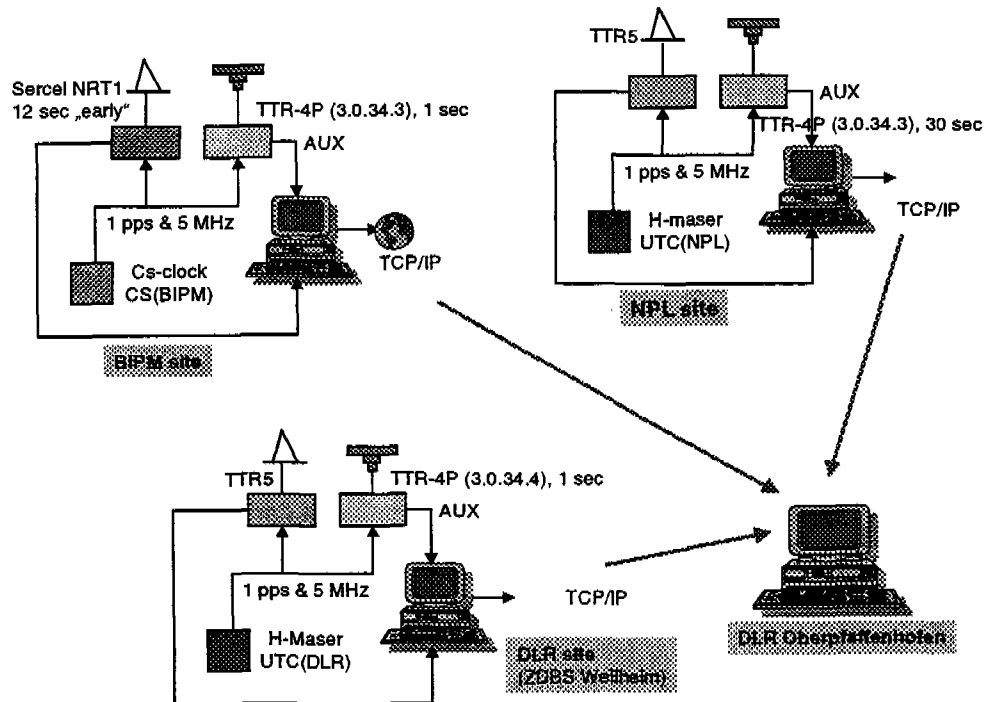 Sercel NRT1
12 sec „early“
TTR-4P (3.0.34.3), 1 sec
AUX
1 pps & 5 MHz
Cs-clock
CS(BIPM)
TCP/IP
BIPM site
TTR5
AUX
TTR-4P (3.0.34.3), 30 sec
1 pps & 5 MHz
H-maser
UTC(NPL)
TCP/IP
NPL site
TTR5
TTR-4P (3.0.34.4), 1 sec
AUX
1 pps & 5 MHz
H-Maser
UTC(DLR)
TCP/IP
DLR site
(ZDBS Weilheim)
DLR Oberpfaffenhofen